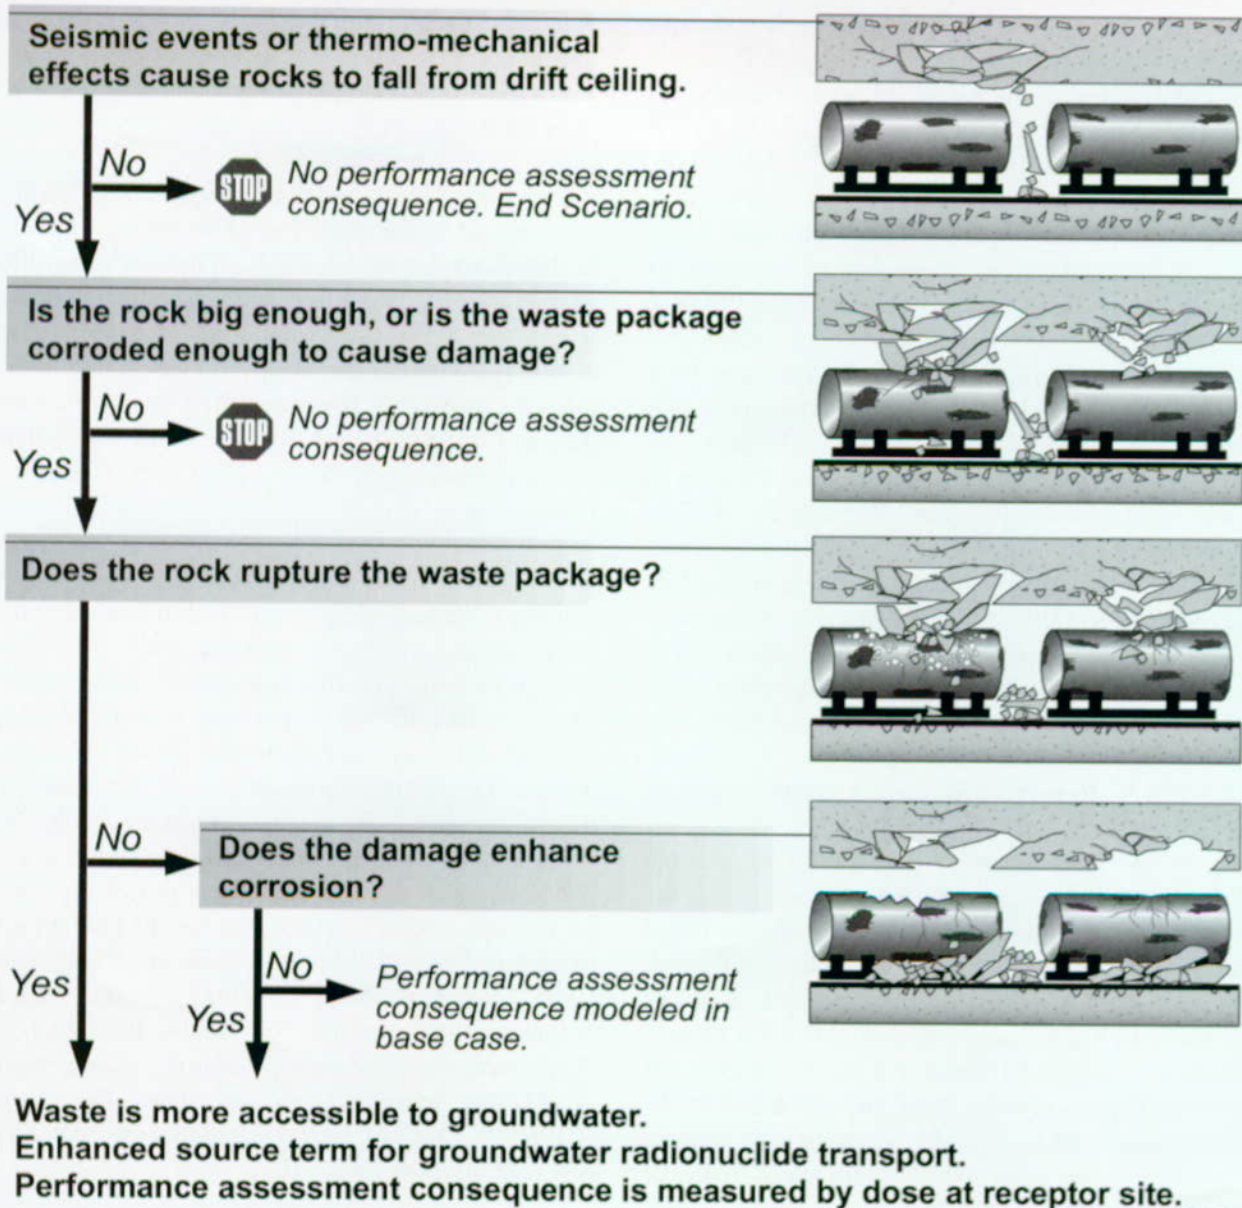 Seismic events or thermo-mechanical
effects cause rocks to fall from drift ceiling.
No
STOP
No performance assessment
consequence. End Scenario.
Yes
Is the rock big enough, or is the waste package
corroded enough to cause damage?
No
STOP
No performance assessment
consequence.
Yes
Does the rock rupture the waste package?
No
Does the damage enhance
corrosion?
Yes
No
Performance assessment
consequence modeled in
base case.
Yes
Waste is more accessible to groundwater.
Enhanced source term for groundwater radionuclide transport.
Performance assessment consequence is measured by dose at receptor site.